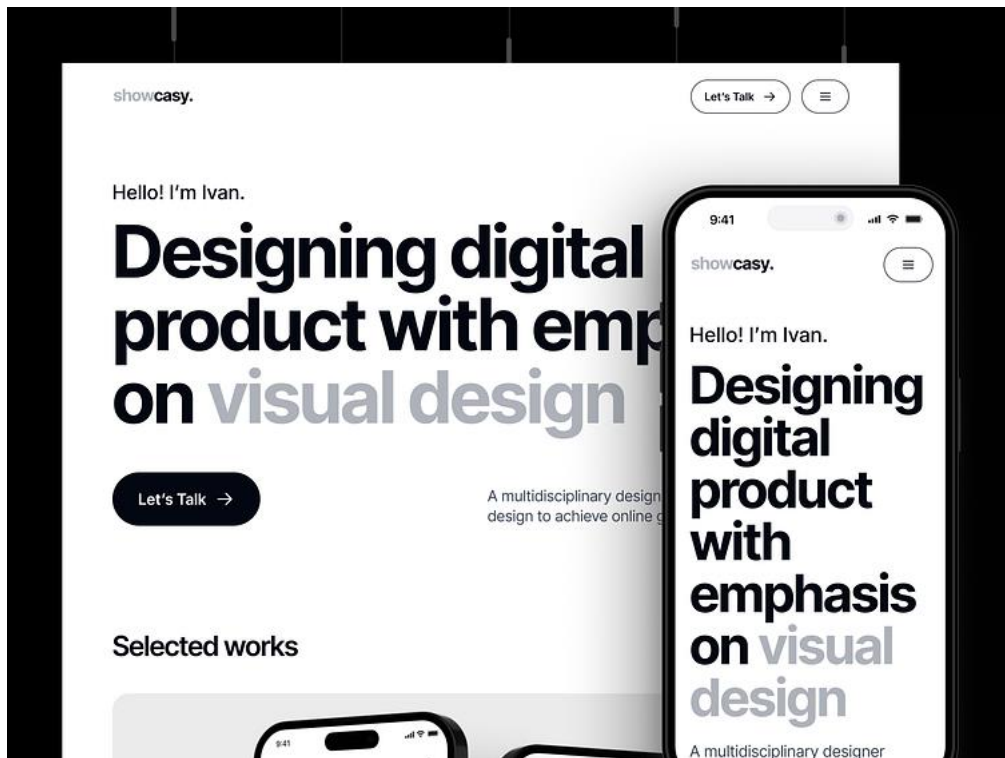 showcasy.
Let's Talk →
Hello! I'm Ivan.
Designing digital
product with emp
on visual design
Let's Talk →
A multidisciplinary design
design to achieve online g
Selected works
9:41
9:41
showcasy.
Hello! I'm Ivan.
Designing
digital
product
with
emphasis
on visual
design
A multidisciplinary designer